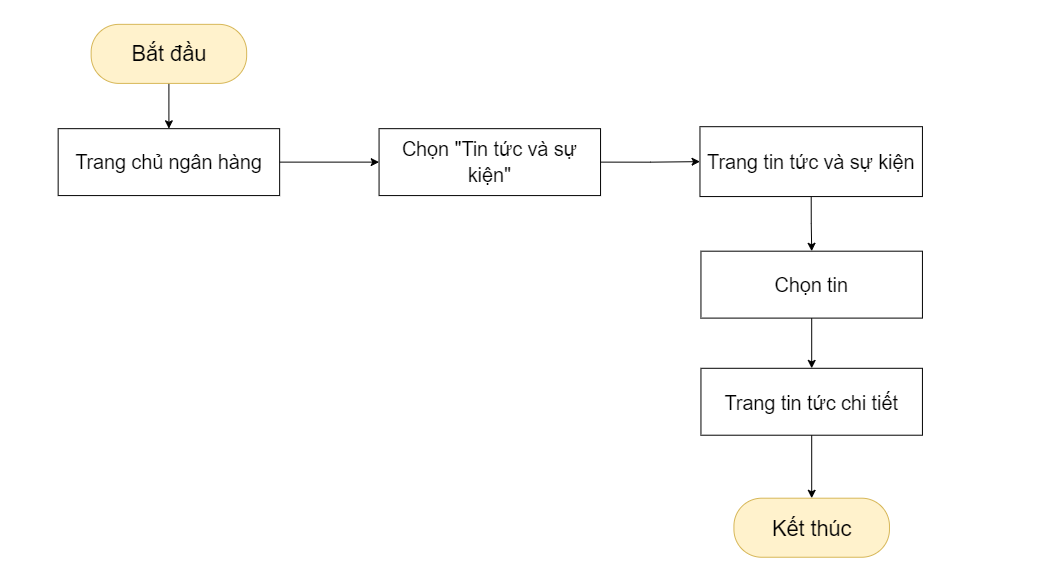 Bắt đầu
Trang chủ ngân hàng
Chọn "Tin tức và sự
kiện"
Trang tin tức và sự kiện
Chọn tin
Trang tin tức chi tiết
Kết thúc